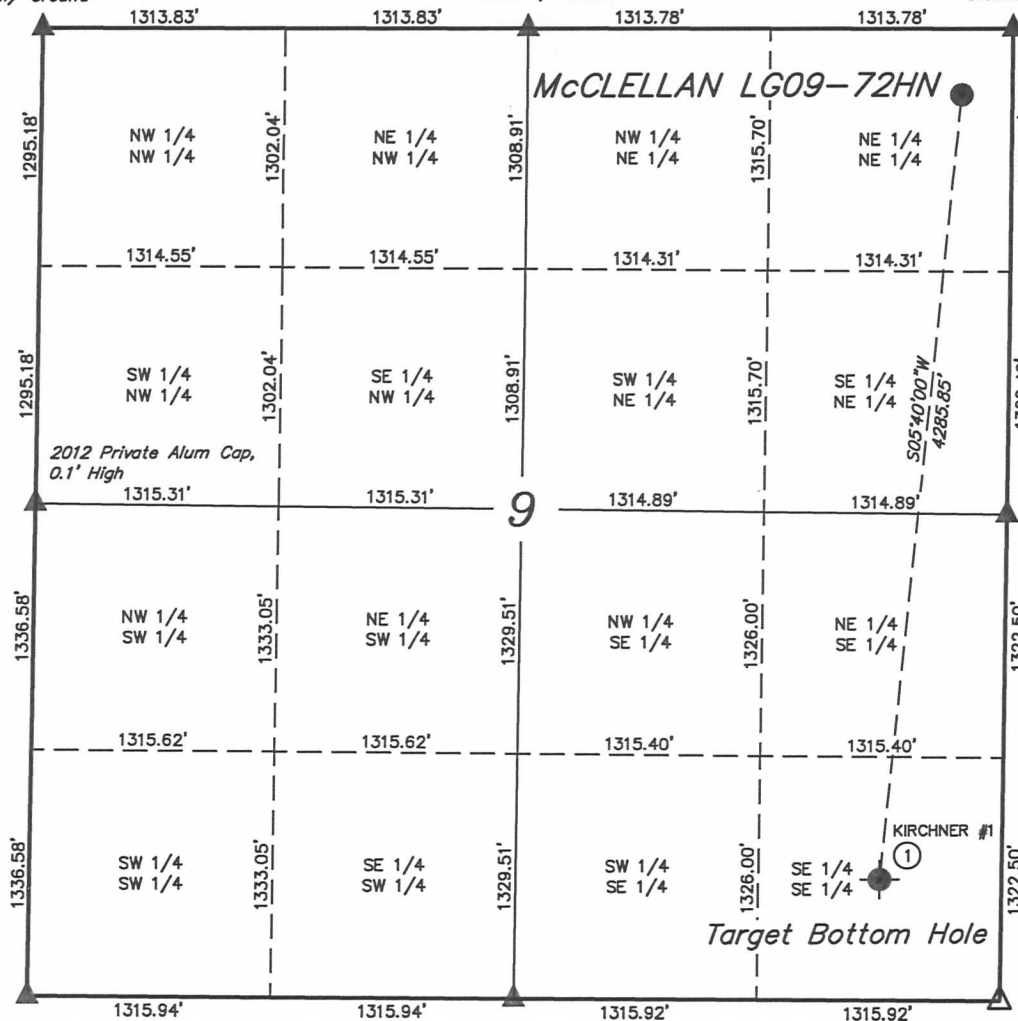 1313.83' 1313.83' 1313.78' 1313.78'
McCLELLAN LG09-72HN
NW 1/4 NE 1/4 NW 1/4 NE 1/4
NW 1/4 NW 1/4 NE 1/4 NE 1/4
1295.18' 1302.04' 1308.91' 1315.70'
1314.55' 1314.55' 1314.31' 1314.31'
SW 1/4 SE 1/4 SW 1/4 SE 1/4
NW 1/4 NW 1/4 NE 1/4 NE 1/4
1295.18' 1302.04' 1308.91' 1315.70'
S05°40'00"W
4285.85'
2012 Private Alum Cap,
0.1' High
1315.31' 1315.31' 9 1314.89' 1314.89'
NW 1/4 NE 1/4 NW 1/4 NE 1/4
SW 1/4 SW 1/4 SE 1/4 SE 1/4
1336.58' 1333.05' 1329.51' 1326.00' 1322.50'
1315.62' 1315.62' 1315.40' 1315.40'
KIRCHNER #1
1
SW 1/4 SE 1/4 SW 1/4 SE 1/4
SW 1/4 SW 1/4 SE 1/4 SE 1/4
1336.58' 1333.05' 1329.51' 1326.00' 1322.50'
Target Bottom Hole
1315.94' 1315.94' 1315.92' 1315.92'